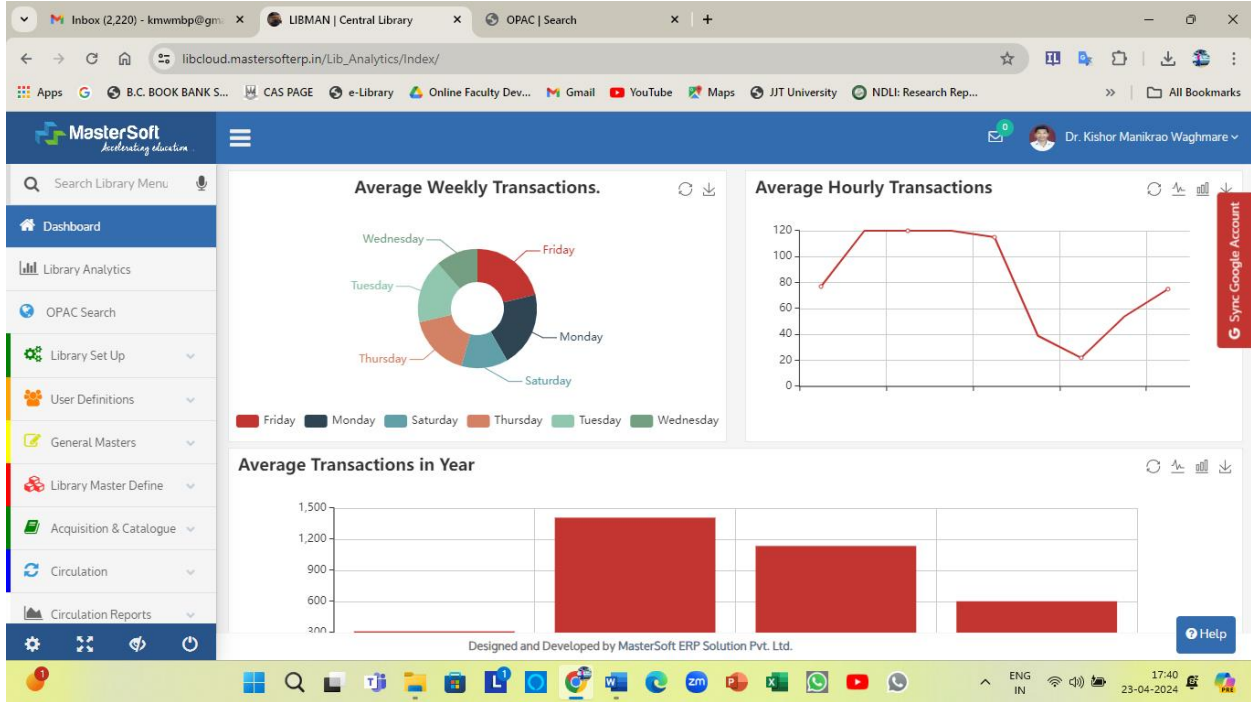 Inbox (2,220) - kmwmbp@gm
LIBMAN | Central Library
OPAC | Search
libcloud.mastersofterp.in/Lib_Analytics/Index/
Apps
B.C. BOOK BANK S...
CAS PAGE
e-Library
Online Faculty Dev...
Gmail
YouTube
Maps
JJT University
NDLI: Research Rep...
All Bookmarks
MasterSoft
Accelerating education
0
Dr. Kishor Manikrao Waghmare
Search Library Menu
Dashboard
Library Analytics
OPAC Search
Library Set Up
User Definitions
General Masters
Library Master Define
Acquisition & Catalogue
Circulation
Circulation Reports
Average Weekly Transactions.
Wednesday
Friday
Tuesday
Monday
Thursday
Saturday
Friday Monday Saturday Thursday Tuesday Wednesday
Average Hourly Transactions
120
100
80
60
40
20
0
Sync Google Account
Average Transactions in Year
1,500
1,200
900
600
300
Help
Designed and Developed by MasterSoft ERP Solution Pvt. Ltd.
1
zm
PRE
ENG
IN
17:40
23-04-2024